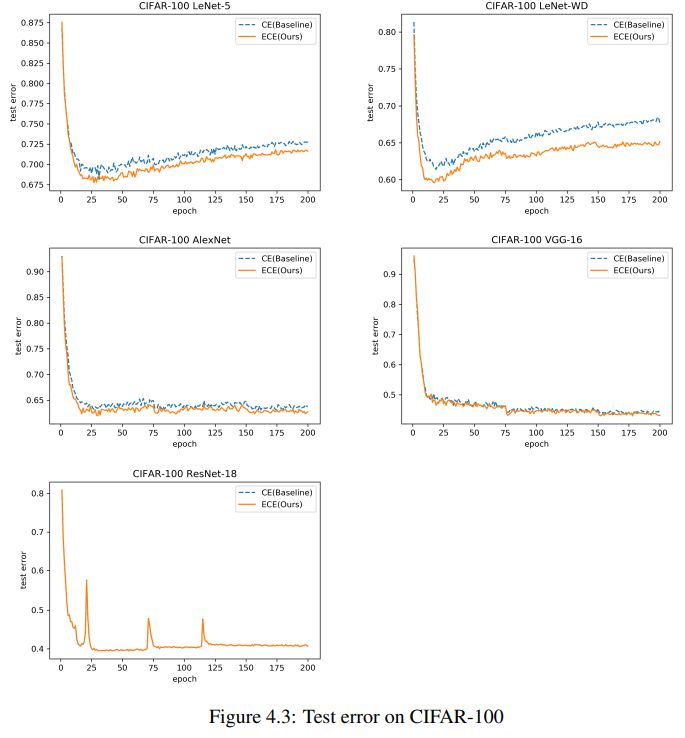 CIFAR-100 LeNet-5
CE(Baseline)
ECE(Ours)
0.875
0.850
0.825
0.800
0.775
0.750
0.725
0.700
0.675
test error
0 25 50 75 100 125 150 175 200
epoch
CIFAR-100 LeNet-WD
CE(Baseline)
ECE(Ours)
0.80
0.75
0.70
0.65
0.60
test error
0 25 50 75 100 125 150 175 200
epoch
CIFAR-100 AlexNet
CE(Baseline)
ECE(Ours)
0.90
0.85
0.80
0.75
0.70
0.65
test error
0 25 50 75 100 125 150 175 200
epoch
CIFAR-100 VGG-16
CE(Baseline)
ECE(Ours)
0.9
0.8
0.7
0.6
0.5
test error
0 25 50 75 100 125 150 175 200
epoch
CIFAR-100 ResNet-18
CE(Baseline)
ECE(Ours)
0.8
0.7
0.6
0.5
0.4
test error
0 25 50 75 100 125 150 175 200
epoch
Figure 4.3: Test error on CIFAR-100